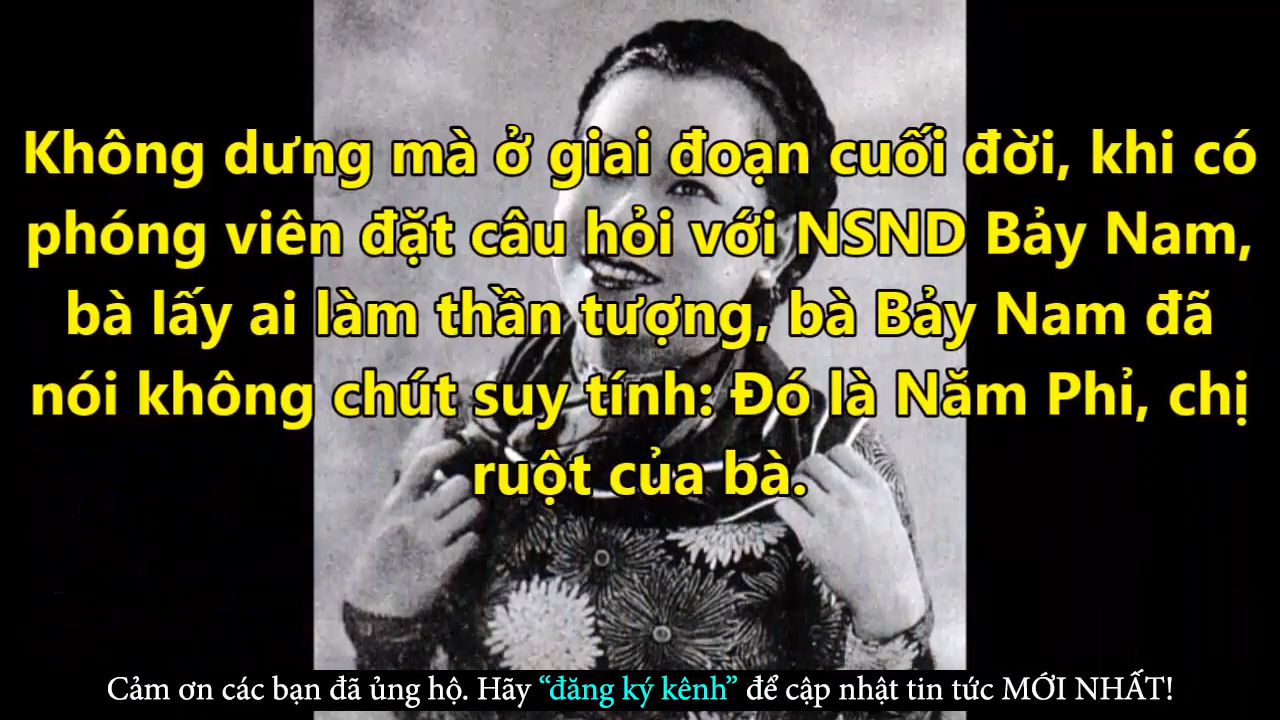 Không dưng mà ở giai đoạn cuối đời, khi có
phóng viên đặt câu hỏi với NSND Bảy Nam,
bà lấy ai làm thần tượng, bà Bảy Nam đã
nói không chút suy tính: Đó là Năm Phỉ, chị
ruột của bà.
Cảm ơn các bạn đã ủng hộ. Hãy “đăng ký kênh” để cập nhật tin tức MỚI NHẤT!